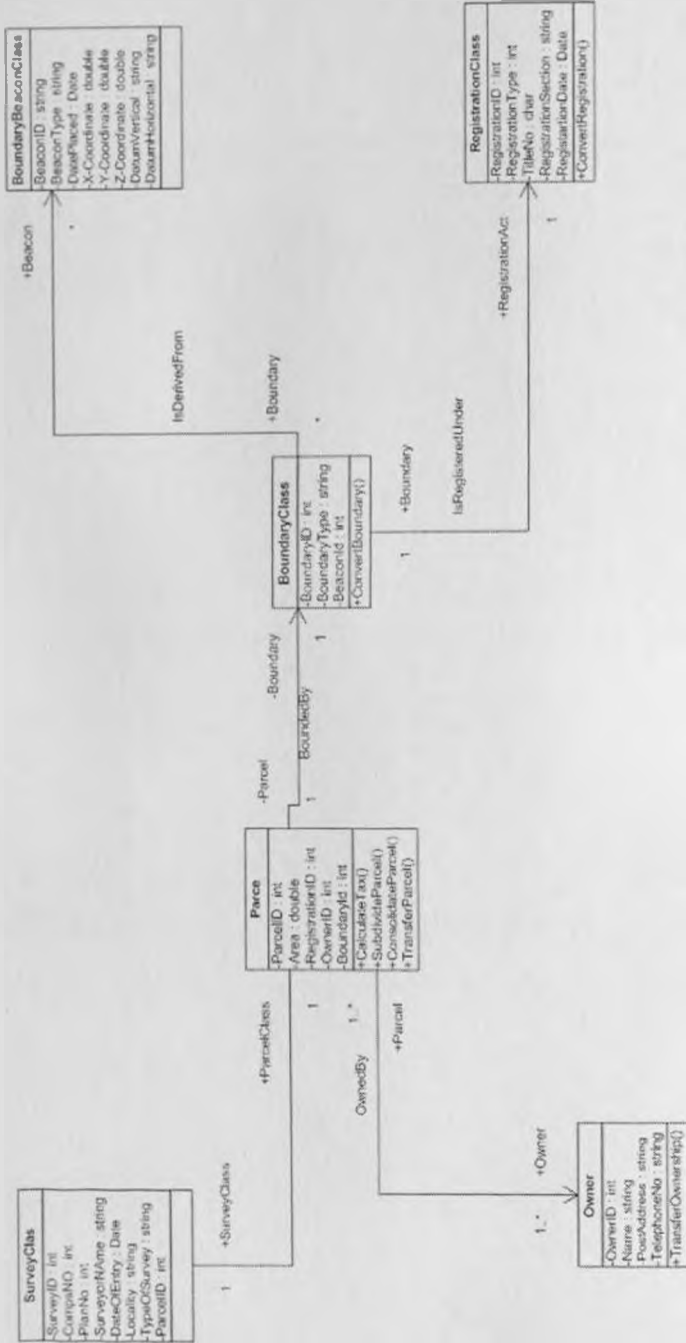 SurveyClas
-SurveyID : int
-CompsNO : int
-PlanNo : int
-SurveyorNAme : string
-DateOfEntry : Date
-Locality : string
-TypeOfSurvey : string
-ParcelID : int
1
+SurveyClass
+ParcelClass
1
Parce
-ParcelID : int
-Area : double
-RegistrationID : int
-OwnerID : int
-BoundaryId : int
+CalculateTax()
+SubdivideParcel()
+ConsolidateParcel()
+TransferParcel()
1..*
OwnedBy
+Parcel
1..*
+Owner
Owner
-OwnerID : int
-Name : string
-PostAddress : string
-TelephoneNo : string
+TransferOwnership()
-Parcel
1
BoundedBy
-Boundary
1
BoundaryClass
-BoundaryID : int
-BoundaryType : string
-BeaconId : int
+ConvertBoundary()
+Boundary
*
IsDerivedFrom
+Beacon
*
BoundaryBeaconClass
-BeaconID : string
-BeaconType : string
-DatePlaced : Date
-X-Coordinate : double
-Y-Coordinate : double
-Z-Coordinate : double
-DatumVertical : string
-DatumHorizontal : string
+Boundary
1
IsRegisteredUnder
+RegistrationAct
1
RegistrationClass
-RegistrationID : int
-RegistrationType : int
-TitleNo : char
-RegistrationSection : string
-RegistartionDate : Date
+ConvertRegistration()